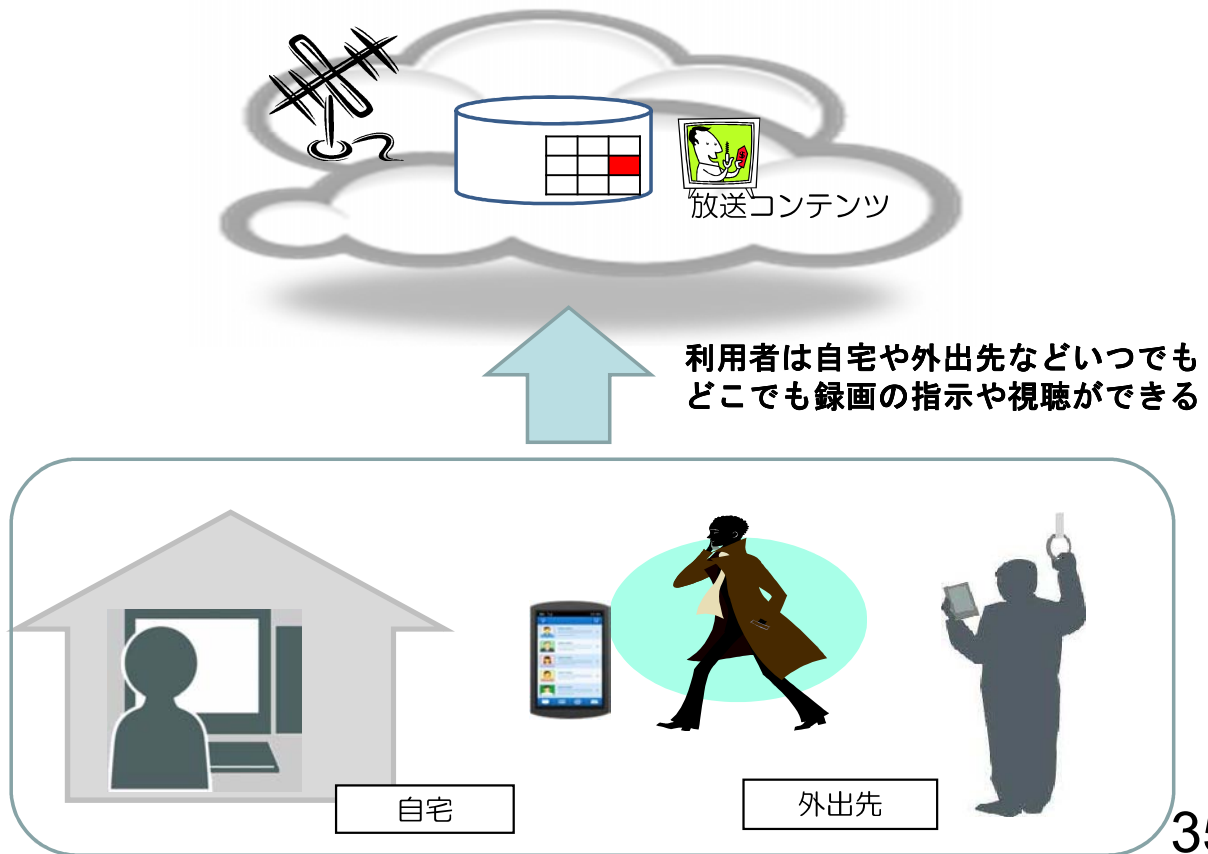 放送コンテンツ
利用者は自宅や外出先などいつでも
どこでも録画の指示や視聴ができる
自宅
外出先
35